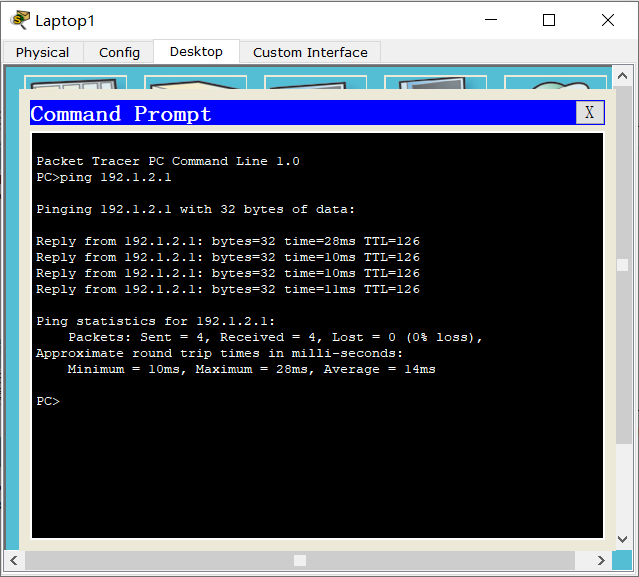 Laptop1
Physical Config Desktop Custom Interface
Command Prompt X
Packet Tracer PC Command Line 1.0
PC>ping 192.1.2.1
Pinging 192.1.2.1 with 32 bytes of data:
Reply from 192.1.2.1: bytes=32 time=28ms TTL=126
Reply from 192.1.2.1: bytes=32 time=10ms TTL=126
Reply from 192.1.2.1: bytes=32 time=10ms TTL=126
Reply from 192.1.2.1: bytes=32 time=11ms TTL=126
Ping statistics for 192.1.2.1:
Packets: Sent = 4, Received = 4, Lost = 0 (0% loss),
Approximate round trip times in milli-seconds:
Minimum = 10ms, Maximum = 28ms, Average = 14ms
PC>